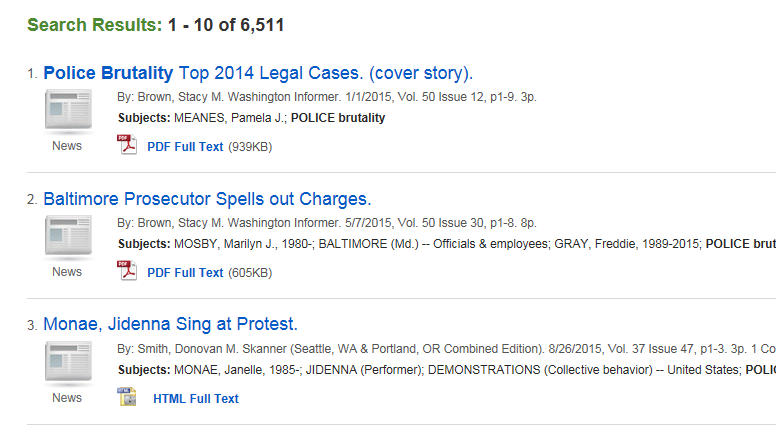 Search Results: 1 - 10 of 6,511
1. Police Brutality Top 2014 Legal Cases. (cover story).
By: Brown, Stacy M. Washington Informer. 1/1/2015, Vol. 50 Issue 12, p1-9. 3p.
Subjects: MEANES, Pamela J.; POLICE brutality
News
PDF Full Text (939KB)
2. Baltimore Prosecutor Spells out Charges.
By: Brown, Stacy M. Washington Informer. 5/7/2015, Vol. 50 Issue 30, p1-8. 8p.
Subjects: MOSBY, Marilyn J., 1980-; BALTIMORE (Md.) -- Officials & employees; GRAY, Freddie, 1989-2015; POLICE brut
News
PDF Full Text (605KB)
3. Monae, Jidenna Sing at Protest.
By: Smith, Donovan M. Skanner (Seattle, WA & Portland, OR Combined Edition). 8/26/2015, Vol. 37 Issue 47, p1-3. 3p. 1 Co
Subjects: MONAE, Janelle, 1985-; JIDENNA (Performer); DEMONSTRATIONS (Collective behavior) -- United States; POLI
News
HTML Full Text